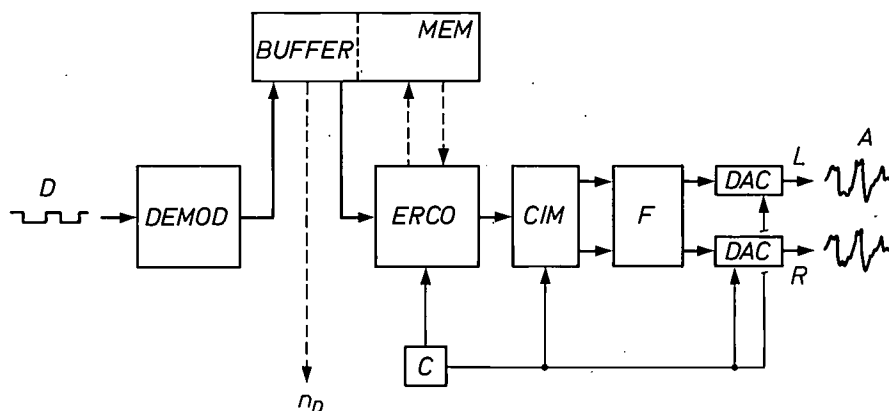 MEM
BUFFER
D
DEMOD
ERCO
CIM
F
DAC
L
A
DAC
R
C
n_D